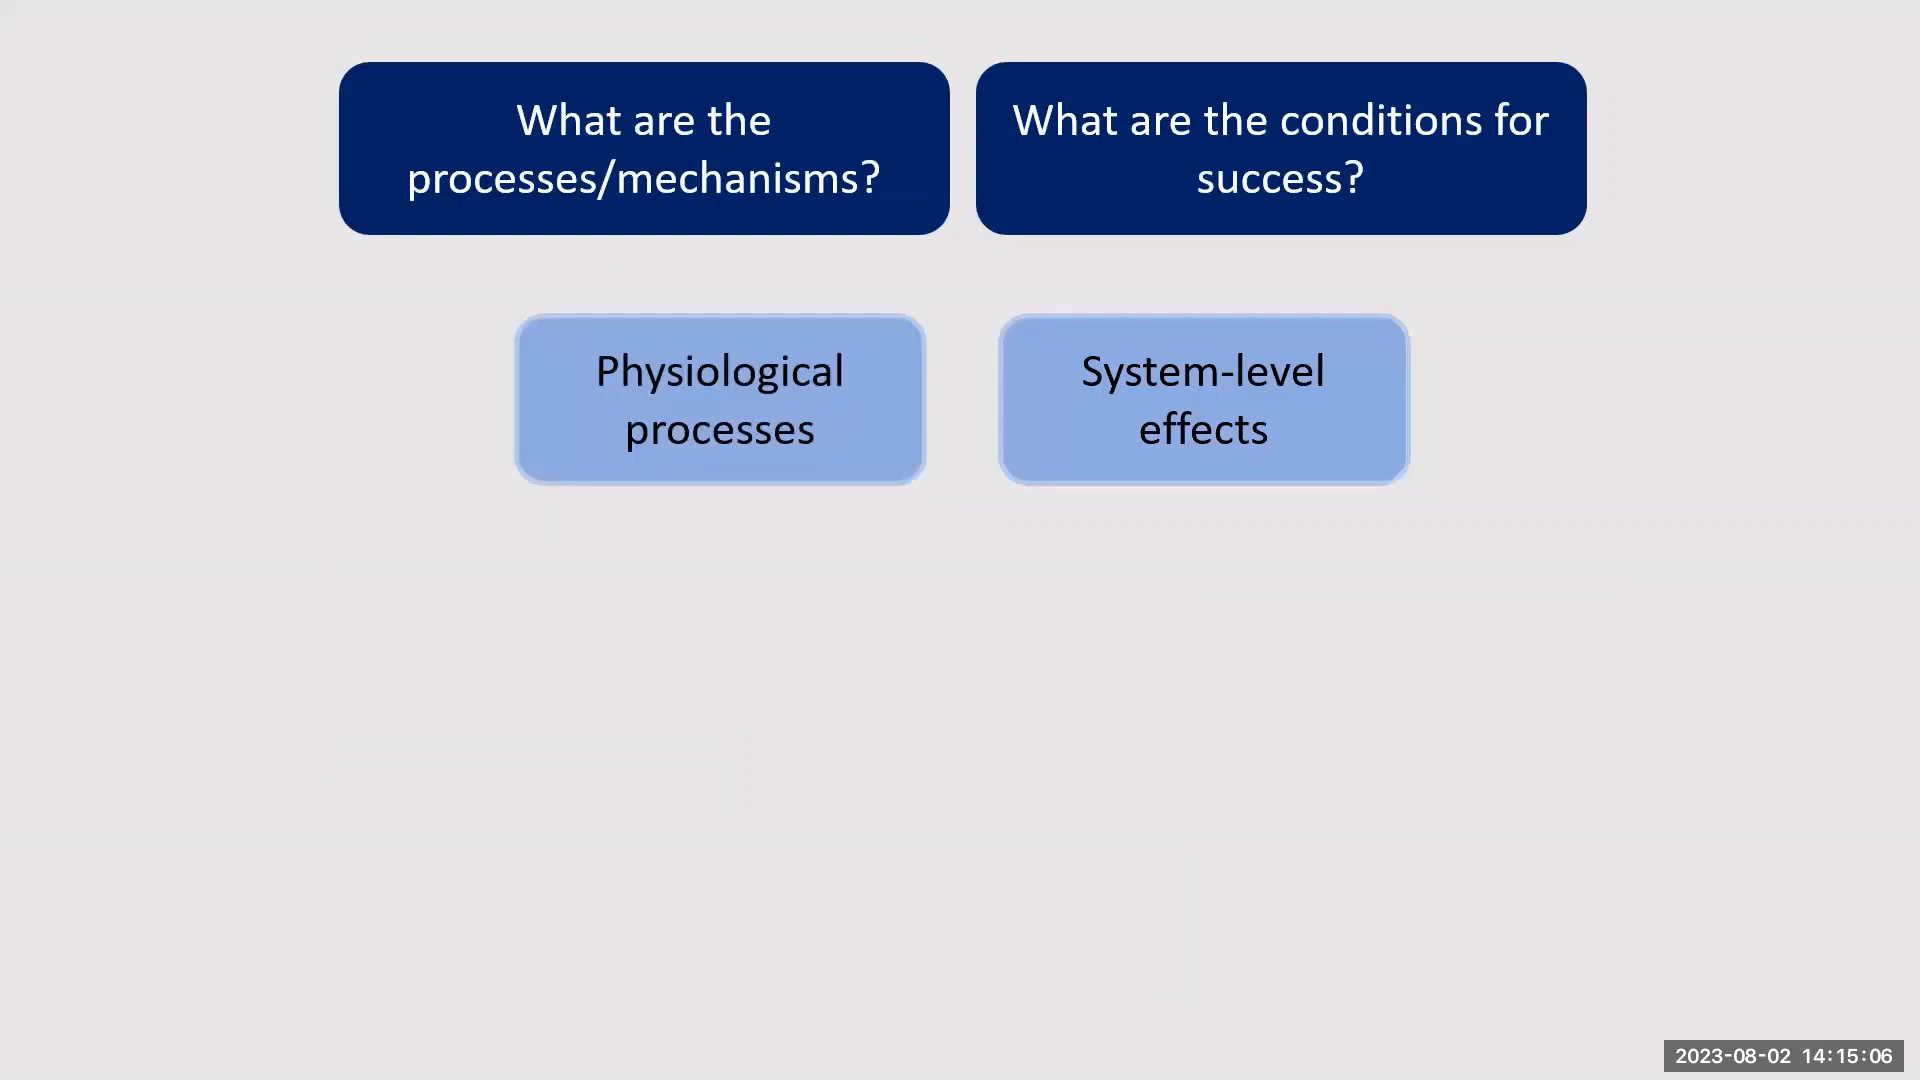 What are the
processes/mechanisms?
What are the conditions for
success?
Physiological
processes
System-level
effects
2023-08-02 14:15:06